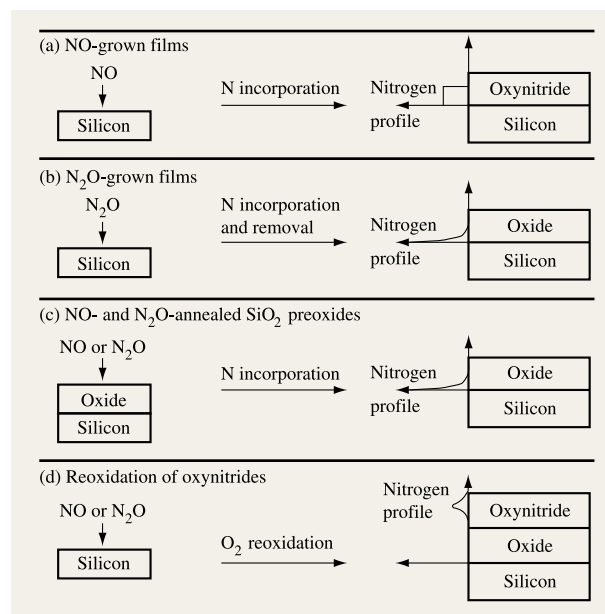 (a) NO-grown films
NO
Silicon
N incorporation
Nitrogen
profile
Oxynitride
Silicon
(b) N₂O-grown films
N₂O
Silicon
N incorporation
and removal
Nitrogen
profile
Oxide
Silicon
(c) NO- and N₂O-annealed SiO₂ preoxides
NO or N₂O
Oxide
Silicon
N incorporation
Nitrogen
profile
Oxide
Silicon
(d) Reoxidation of oxynitrides
NO or N₂O
Silicon
O₂ reoxidation
Nitrogen
profile
Oxynitride
Oxide
Silicon